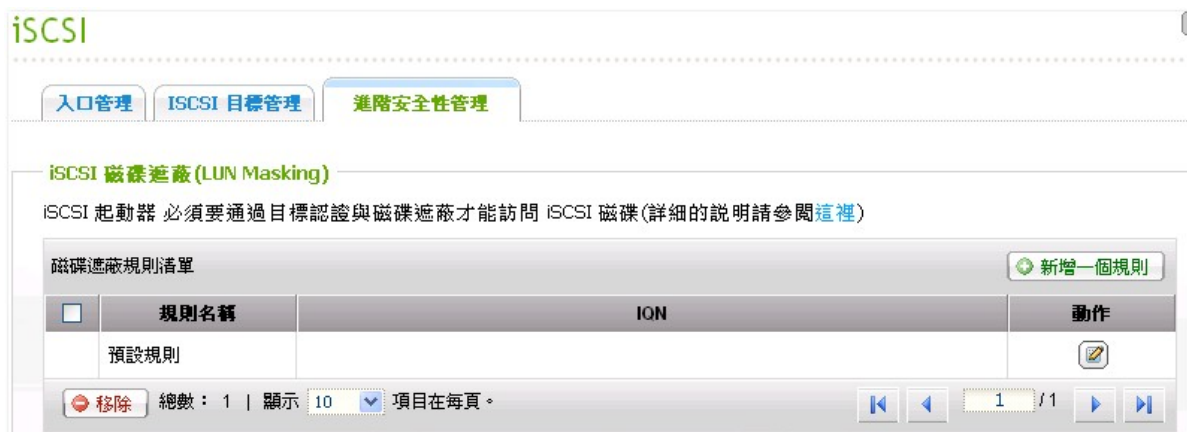 iSCSI
入口管理 ISCSI 目標管理 進階安全性管理
iSCSI 磁碟遮蔽(LUN Masking)
iSCSI 起動器 必須要通過目標認證與磁碟遮蔽才能訪問 iSCSI 磁碟(詳細的說明請參閱這裡)
磁碟遮蔽規則清單 新增一個規則
規則名稱 IQN 動作
預設規則
移除 總數： 1 | 顯示 10 項目在每頁。 1 /1